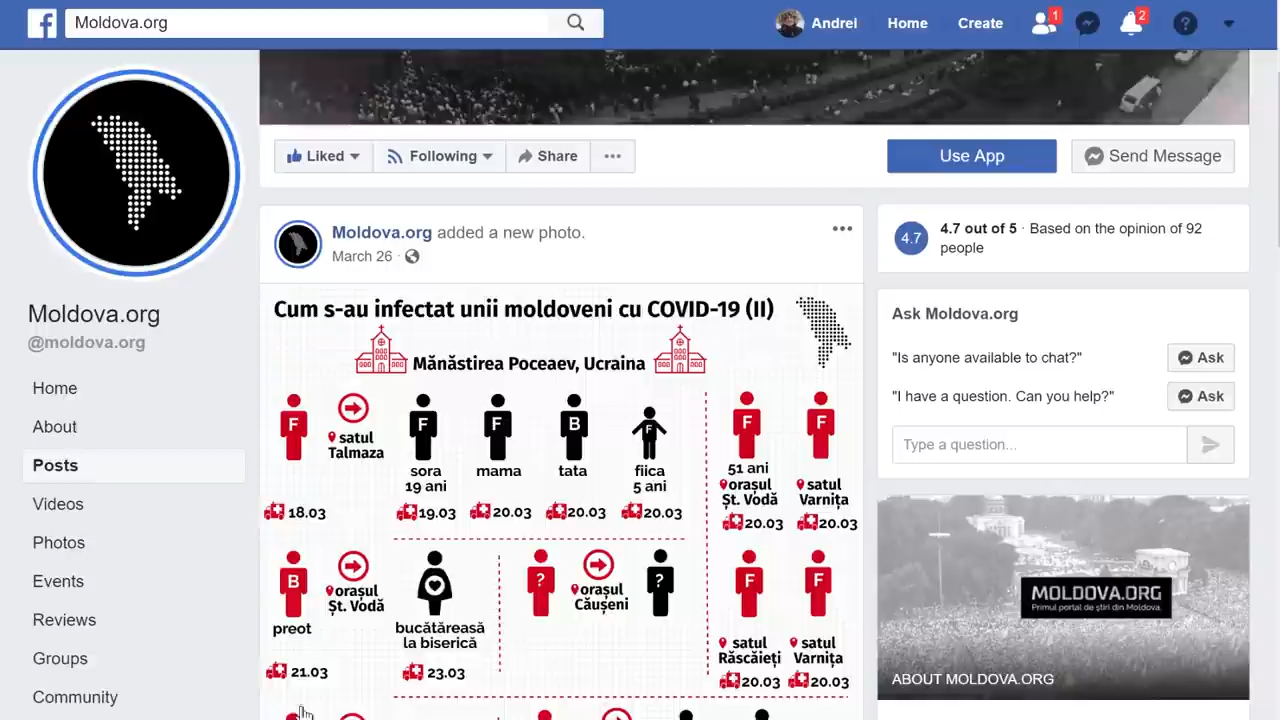 Moldova.org
Andrei
Home
Create
1
2
Liked
Following
Share
Use App
Send Message
Moldova.org
@moldova.org
Home
About
Posts
Videos
Photos
Events
Reviews
Groups
Community
Moldova.org added a new photo.
March 26 ·
Cum s-au infectat unii moldoveni cu COVID-19 (II)
Mănăstirea Poceaev, Ucraina
F
satul
Talmaza
F
F
B
F
F
F
sora
19 ani
mama
tata
fiica
5 ani
51 ani
orașul
Șt. Vodă
satul
Varnița
18.03
19.03
20.03
20.03
20.03
20.03
20.03
B
orașul
Șt. Vodă
preot
bucătărească
la biserică
?
orașul
Căușeni
?
F
F
satul
Răscăieți
satul
Varnița
21.03
23.03
20.03
20.03
4.7
4.7 out of 5 · Based on the opinion of 92
people
Ask Moldova.org
"Is anyone available to chat?"
Ask
"I have a question. Can you help?"
Ask
Type a question...
MOLDOVA.ORG
Primul portal de știri din Moldova.
ABOUT MOLDOVA.ORG